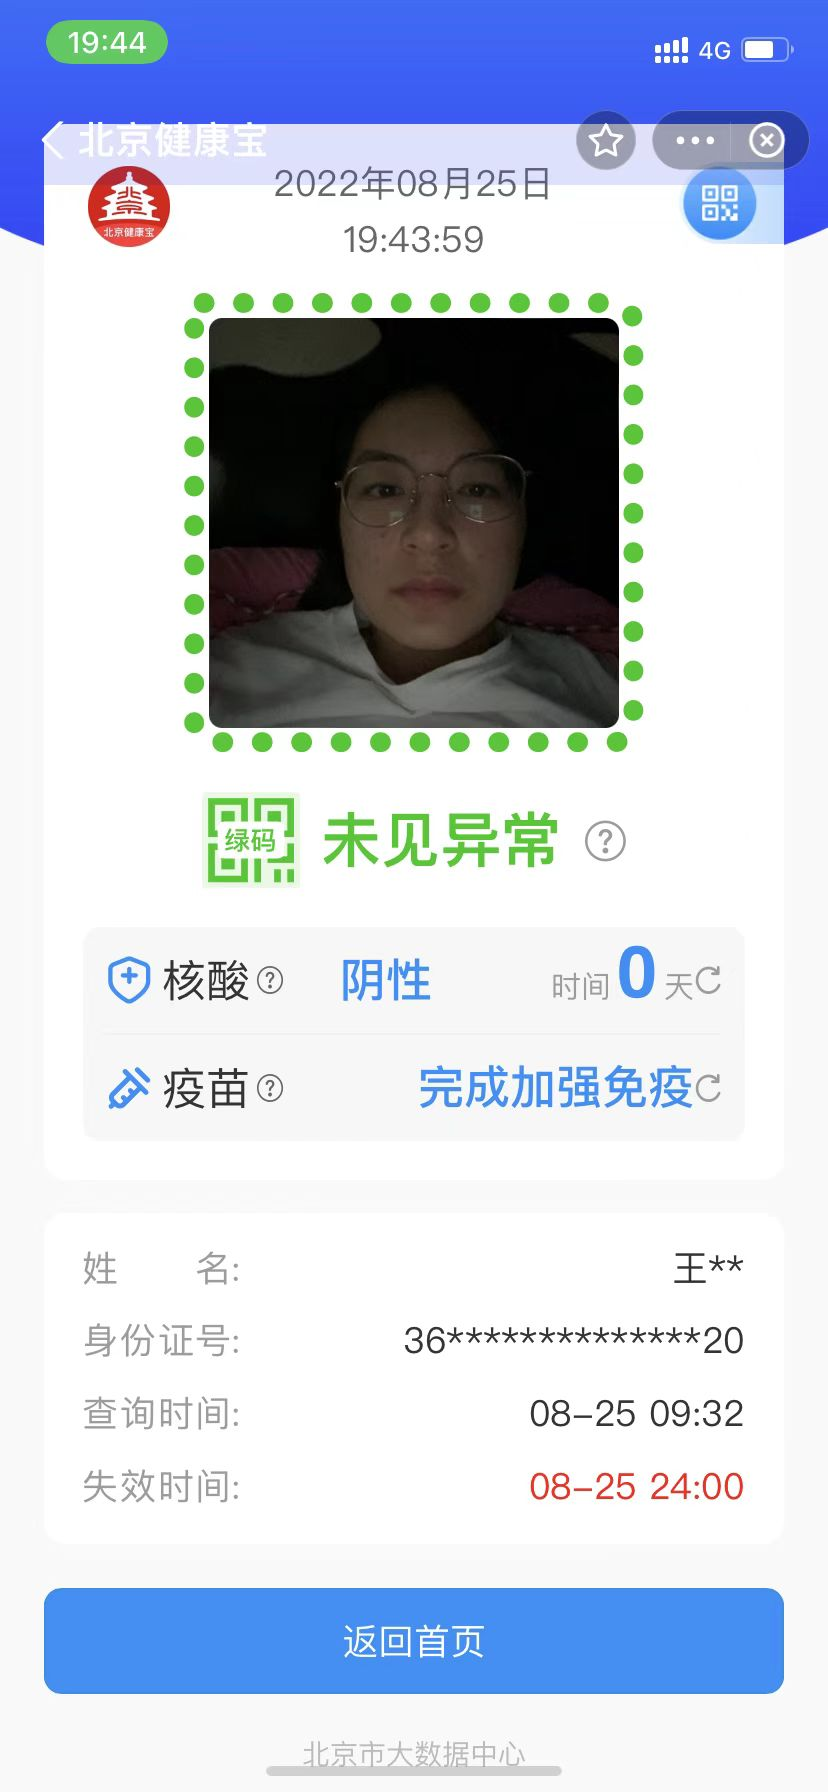 19:44
4G
北京健康宝
2022年08月25日
北京健康宝
19:43:59
绿码
未见异常 ?
核酸 ? 阴性 时间 0 天
疫苗 ? 完成加强免疫
姓名: 王**
身份证号: 36**************20
查询时间: 08-25 09:32
失效时间: 08-25 24:00
返回首页
北京市大数据中心